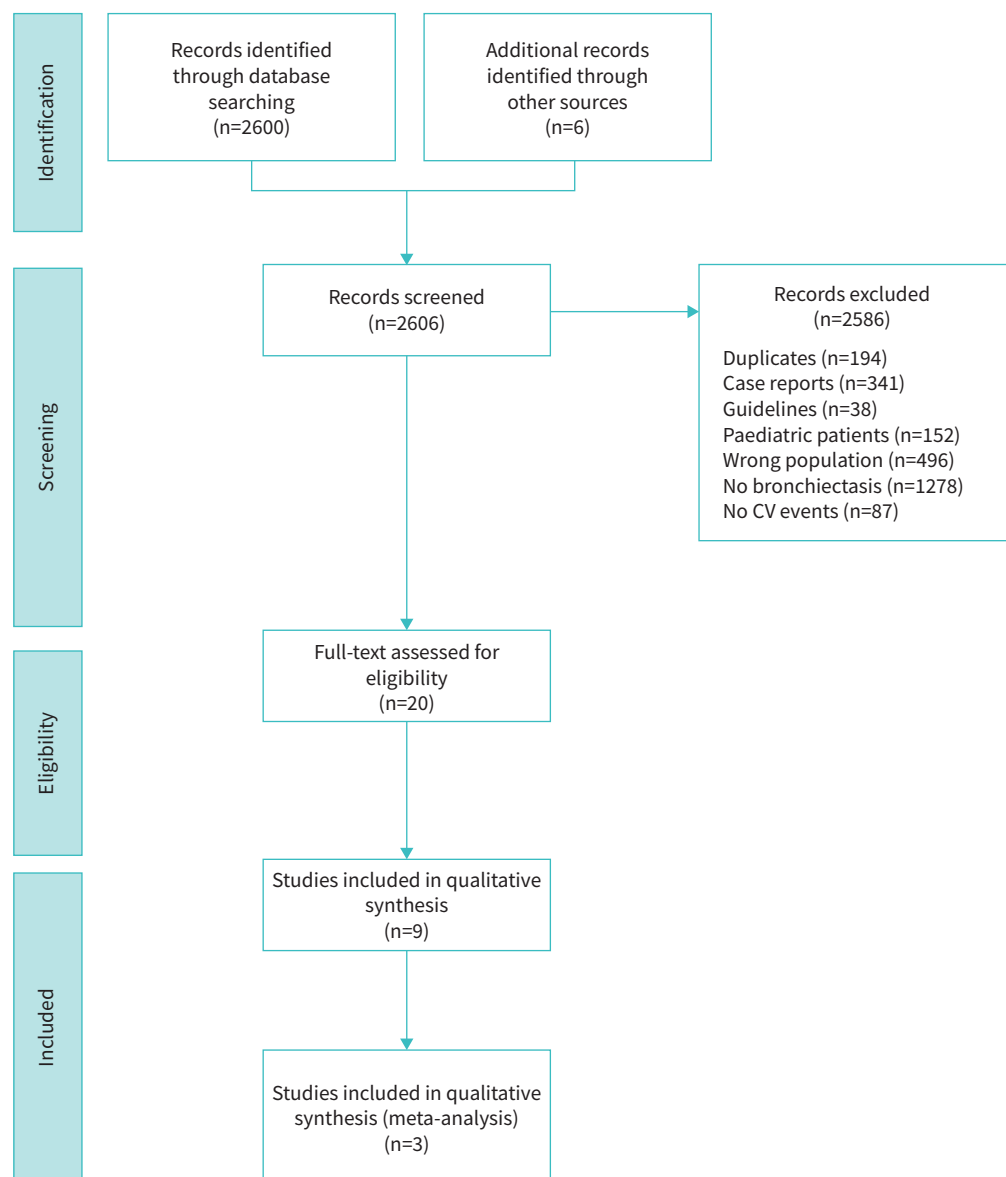 Identification
Records identified
through database
searching
(n=2600)
Additional records
identified through
other sources
(n=6)
Screening
Records screened
(n=2606)
Records excluded
(n=2586)
Duplicates (n=194)
Case reports (n=341)
Guidelines (n=38)
Paediatric patients (n=152)
Wrong population (n=496)
No bronchiectasis (n=1278)
No CV events (n=87)
Eligibility
Full-text assessed for
eligibility
(n=20)
Included
Studies included in qualitative
synthesis
(n=9)
Studies included in qualitative
synthesis (meta-analysis)
(n=3)